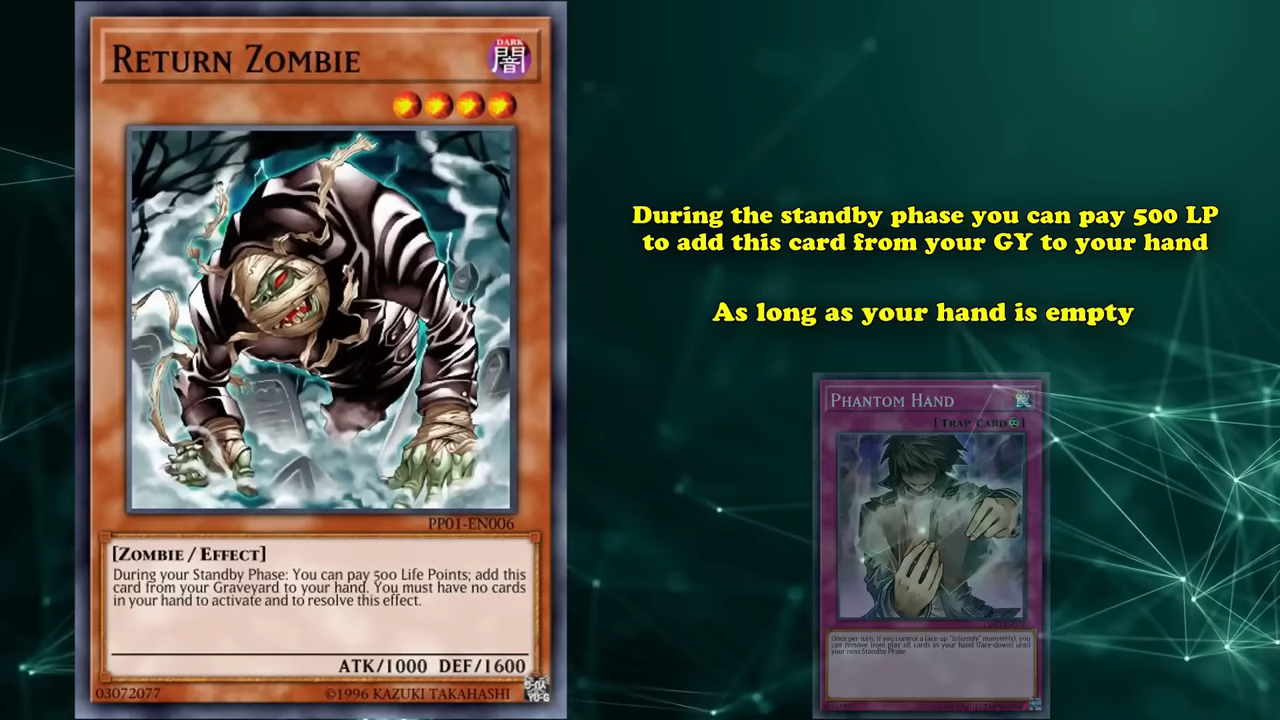 RETURN ZOMBIE
DARK
闇
PP01-EN006
[ZOMBIE / EFFECT]
During your Standby Phase: You can pay 500 Life Points; add this
card from your Graveyard to your hand. You must have no cards
in your hand to activate and to resolve this effect.
ATK/1000 DEF/1600
03072077
©1996 KAZUKI TAKAHASHI
During the standby phase you can pay 500 LP
to add this card from your GY to your hand
As long as your hand is empty
PHANTOM HAND
[TRAP CARD]
Once per turn, if you control a face-up "Infernity" monster(s), you
can remove from play all cards in your hand (face-down) until
your next Standby Phase.